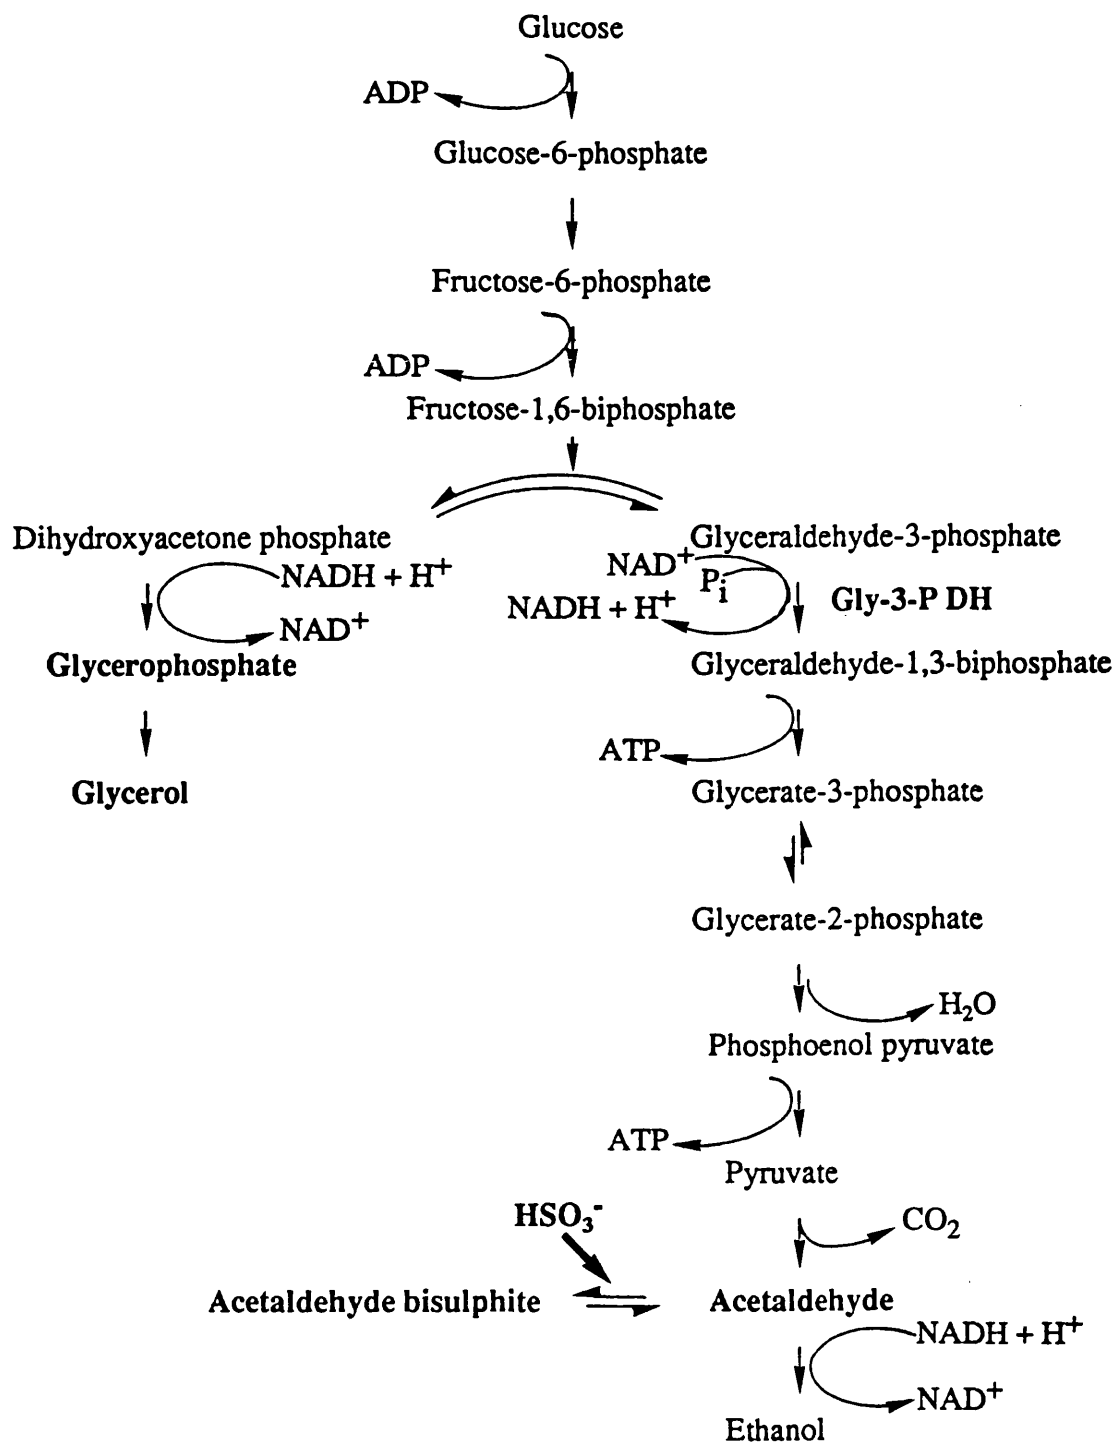 Glucose
ADP
Glucose-6-phosphate
Fructose-6-phosphate
ADP
Fructose-1,6-biphosphate
Dihydroxyacetone phosphate
Glyceraldehyde-3-phosphate
NADH + H+
NAD+
Glycerophosphate
Glycerol
NAD+
Pi
NADH + H+
Gly-3-P DH
Glyceraldehyde-1,3-biphosphate
ATP
Glycerate-3-phosphate
Glycerate-2-phosphate
H2O
Phosphoenol pyruvate
ATP
Pyruvate
HSO3-
CO2
Acetaldehyde bisulphite
Acetaldehyde
NADH + H+
NAD+
Ethanol